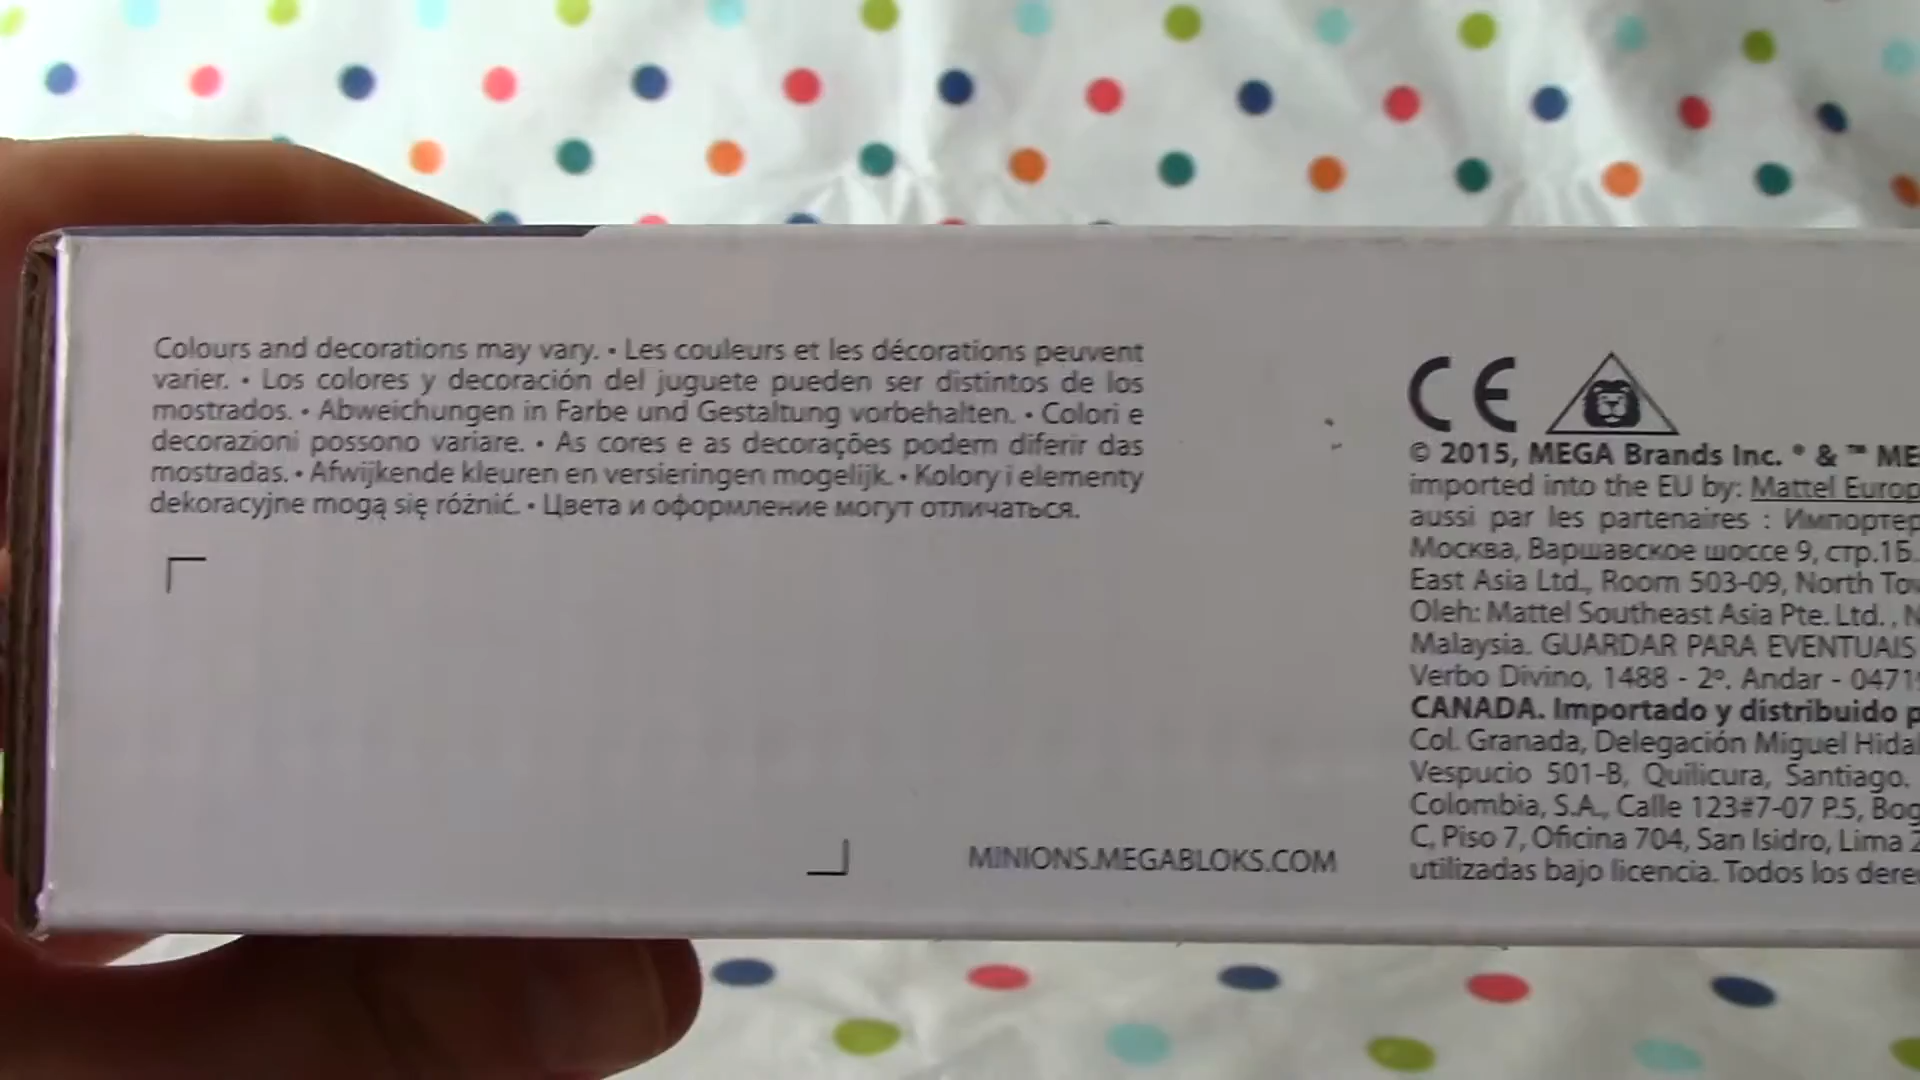 Colours and decorations may vary. • Les couleurs et les décorations peuvent
varier. • Los colores y decoración del juguete pueden ser distintos de los
mostrados. • Abweichungen in Farbe und Gestaltung vorbehalten. • Colori e
decorazioni possono variare. • As cores e as decorações podem diferir das
mostradas. • Afwijkende kleuren en versieringen mogelijk. • Kolory i elementy
dekoracyjne mogą się różnić. • Цвета и оформление могут отличаться.
MINIONS.MEGABLOKS.COM
CE
© 2015, MEGA Brands Inc. ® & ™
imported into the EU by: Mattel
aussi par les partenaires :
Москва, Варшавское шоссе 9, стр.1Б.
East Asia Ltd., Room 503-09, North
Oleh: Mattel Southeast Asia Pte. Ltd.,
Malaysia. GUARDAR PARA EVENTUAIS
Verbo Divino, 1488 - 2º. Andar -
CANADA. Importado y distribuido
Col. Granada, Delegación Miguel
Vespucio 501-B, Quilicura, Santiago.
Colombia, S.A., Calle 123#7-07 P.5,
C, Piso 7, Oficina 704, San Isidro, Lima
utilizadas bajo licencia. Todos los